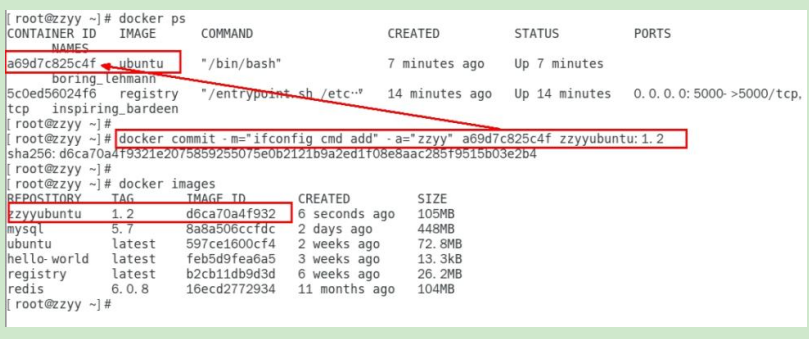 [root@zzyy ~]# docker ps
CONTAINER ID   IMAGE      COMMAND                  CREATED          STATUS          PORTS
      NAMES
a69d7c825c4f   ubuntu     "/bin/bash"              7 minutes ago    Up 7 minutes
      boring_lehmann
5c0ed56024f6   registry   "/entrypoint.sh /etc…"   14 minutes ago   Up 14 minutes   0.0.0.0:5000->5000/tcp,
tcp   inspiring_bardeen
[root@zzyy ~]#
[root@zzyy ~]# docker commit -m="ifconfig cmd add" -a="zzyy" a69d7c825c4f zzyyubuntu:1.2
sha256:d6ca70a4f9321e2075859255075e0b2121b9a2ed1f08e8aac285f9515b03e2b4
[root@zzyy ~]#
[root@zzyy ~]# docker images
REPOSITORY    TAG       IMAGE ID       CREATED         SIZE
zzyyubuntu    1.2       d6ca70a4f932   6 seconds ago   105MB
mysql         5.7       8a8a506ccfdc   2 days ago      448MB
ubuntu        latest    597ce1600cf4   2 weeks ago     72.8MB
hello-world   latest    feb5d9fea6a5   3 weeks ago     13.3kB
registry      latest    b2cb11db9d3d   6 weeks ago     26.2MB
redis         6.0.8     16ecd2772934   11 months ago   104MB
[root@zzyy ~]#